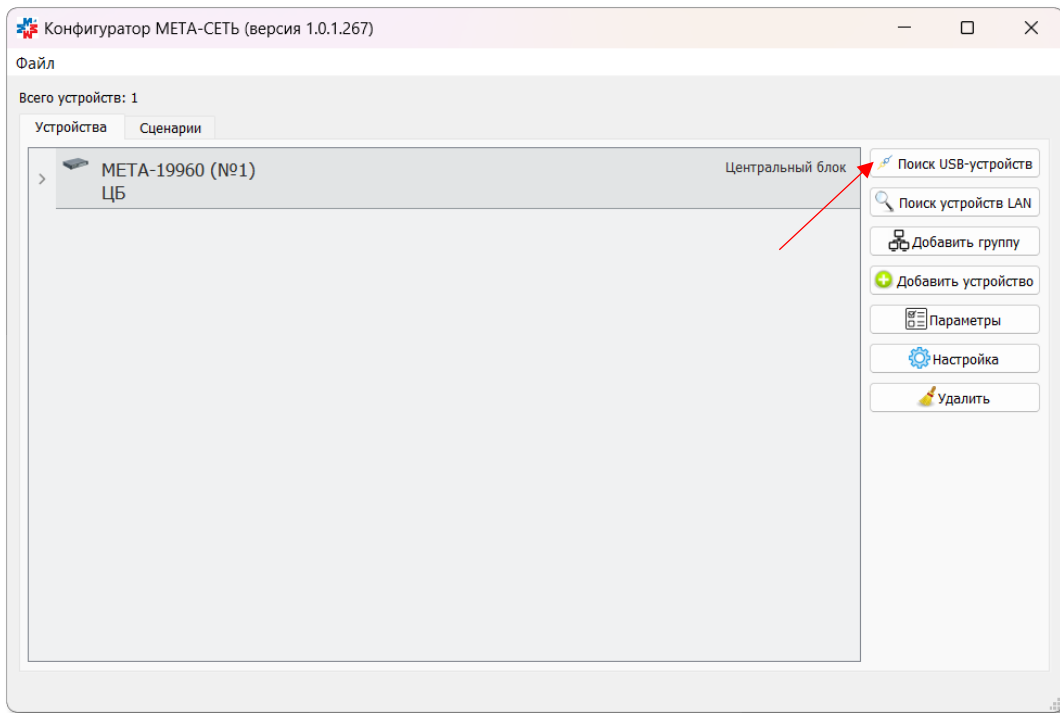 Конфигуратор МЕТА-СЕТЬ (версия 1.0.1.267)
Файл
Всего устройств: 1
Устройства
Сценарии
МЕТА-19960 (№1)
ЦБ
Центральный блок
Поиск USB-устройств
Поиск устройств LAN
Добавить группу
Добавить устройство
Параметры
Настройка
Удалить